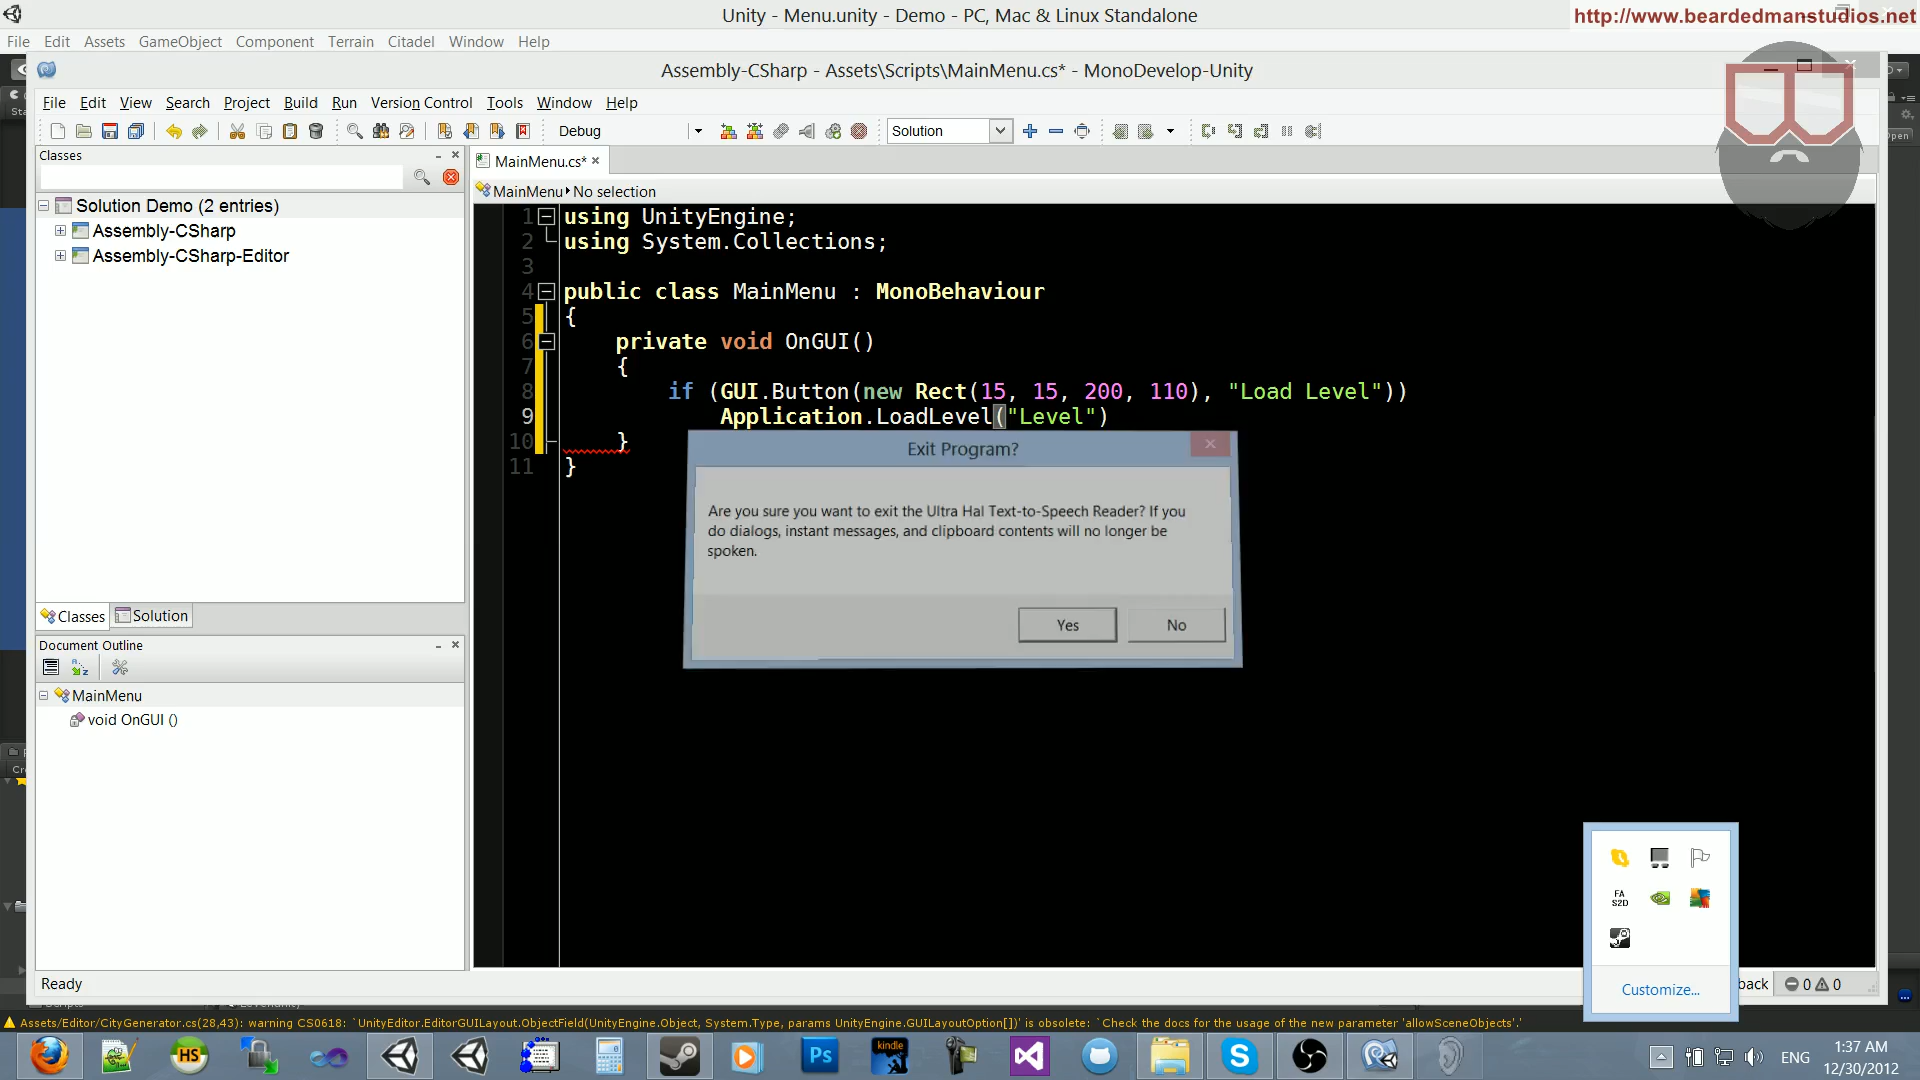 Unity - Menu.unity - Demo - PC, Mac & Linux Standalone
http://www.beardedmanstudios.net
File Edit Assets GameObject Component Terrain Citadel Window Help
Assembly-CSharp - Assets\Scripts\MainMenu.cs* - MonoDevelop-Unity
File Edit View Search Project Build Run Version Control Tools Window Help
Debug
Solution
Classes
MainMenu.cs*
MainMenu No selection
Solution Demo (2 entries)
Assembly-CSharp
Assembly-CSharp-Editor
1 using UnityEngine;
2 using System.Collections;
3
4 public class MainMenu : MonoBehaviour
5 {
6 private void OnGUI()
7 {
8 if (GUI.Button(new Rect(15, 15, 200, 110), "Load Level"))
9 Application.LoadLevel("Level")
10 }
11 }
Exit Program?
Are you sure you want to exit the Ultra Hal Text-to-Speech Reader? If you
do dialogs, instant messages, and clipboard contents will no longer be
spoken.
Yes No
Classes Solution
Document Outline
MainMenu
void OnGUI ()
FA
S2D
Customize...
Ready
back 0 0
Assets/Editor/CityGenerator.cs(28,43): warning CS0618: `UnityEditor.EditorGUILayout.ObjectField(UnityEngine.Object, System.Type, params UnityEngine.GUILayoutOption[])' is obsolete: `Check the docs for the usage of the new parameter 'allowSceneObjects'.'
HS
Ps
kindle
ENG
1:37 AM
12/30/2012